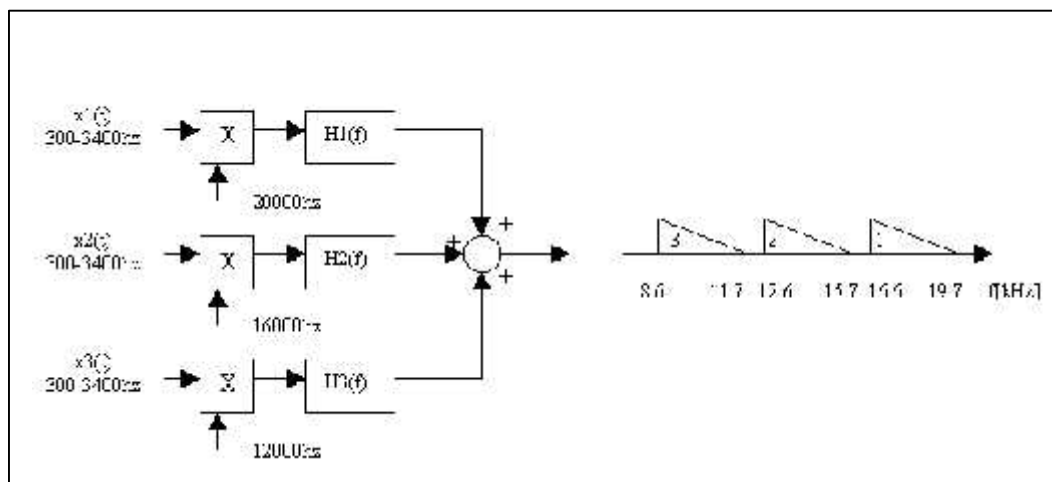 x1(t)
300-3400hz
X
H1(f)
20000hz
x2(t)
300-3400hz
X
H2(f)
16000hz
x3(t)
300-3400hz
X
H3(f)
12000hz
+
+
+
3
2
1
8.6
11.7
12.6
15.7
16.6
19.7
f[kHz]